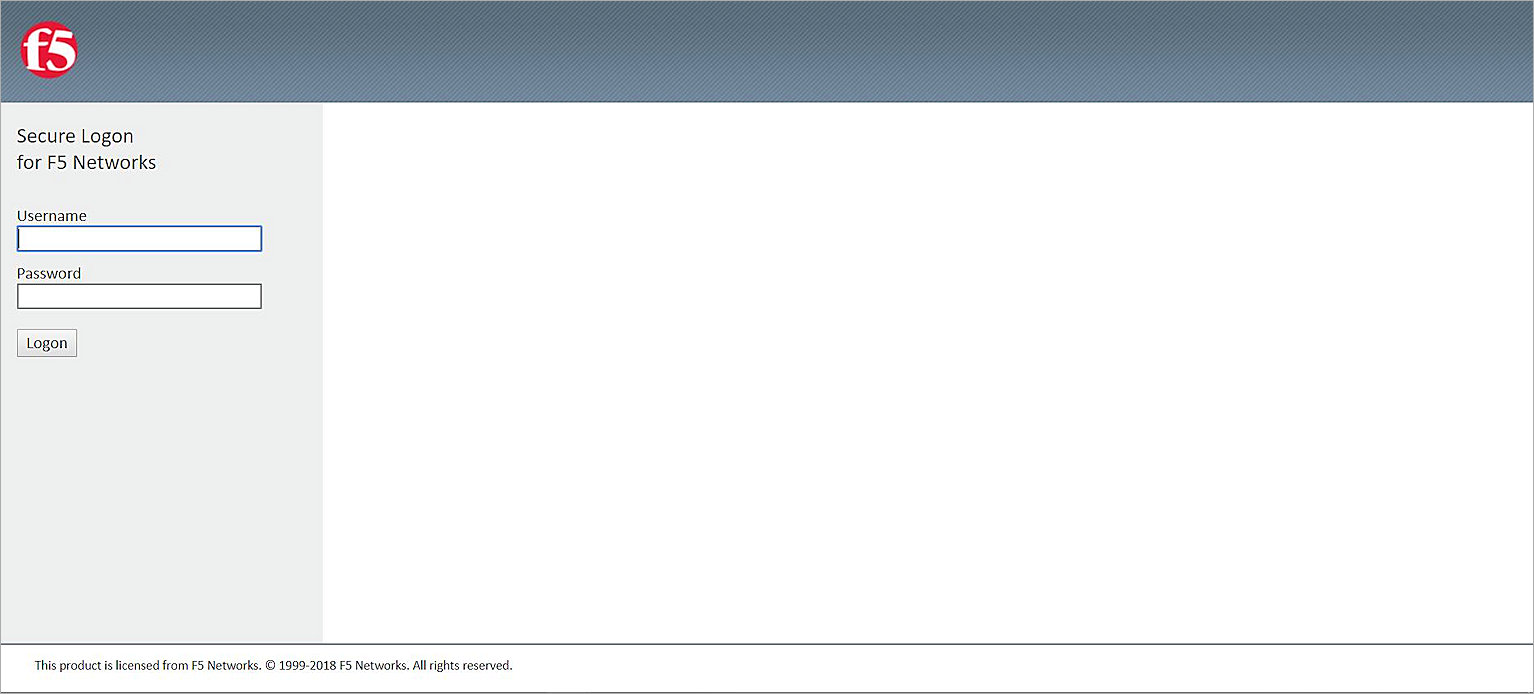 f5
Secure Logon
for F5 Networks
Username
Password
Logon
This product is licensed from F5 Networks. © 1999-2018 F5 Networks. All rights reserved.